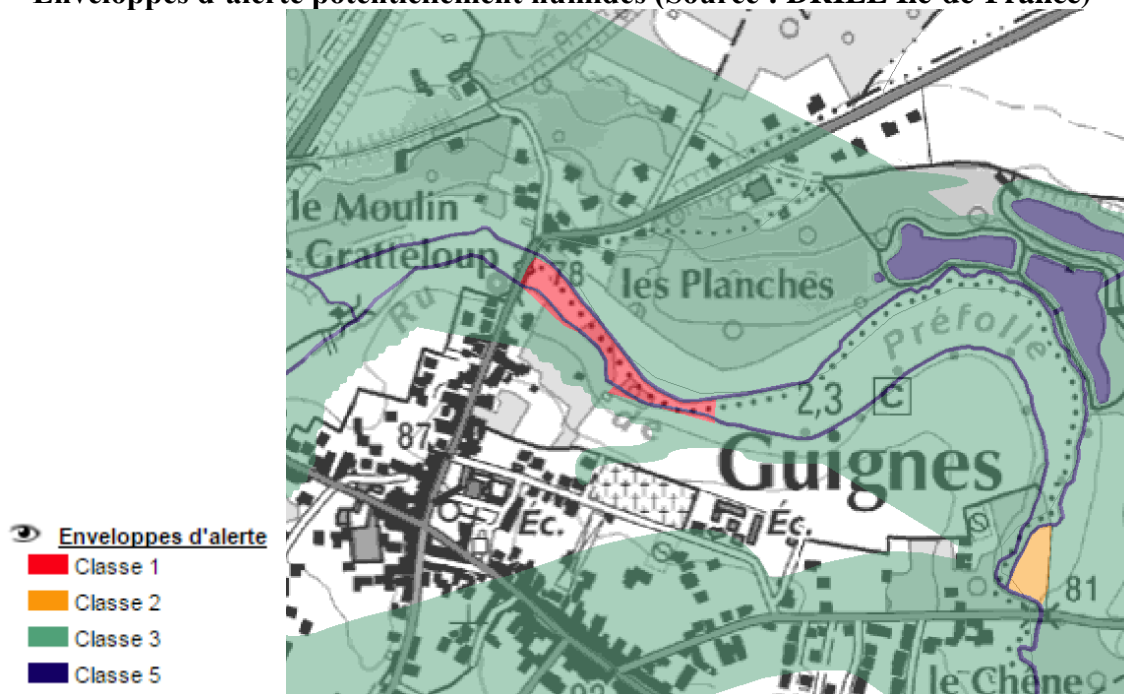 Enveloppes d'alerte potentiellement humides (Source : DRIEE Ile-de-France)
le Moulin
Gratteloup
78
les Planches
Ru
de
Préfolle
2,3
C
87
Guignes
Éc.
Éc.
81
le Chêne
Enveloppes d'alerte
Classe 1
Classe 2
Classe 3
Classe 5